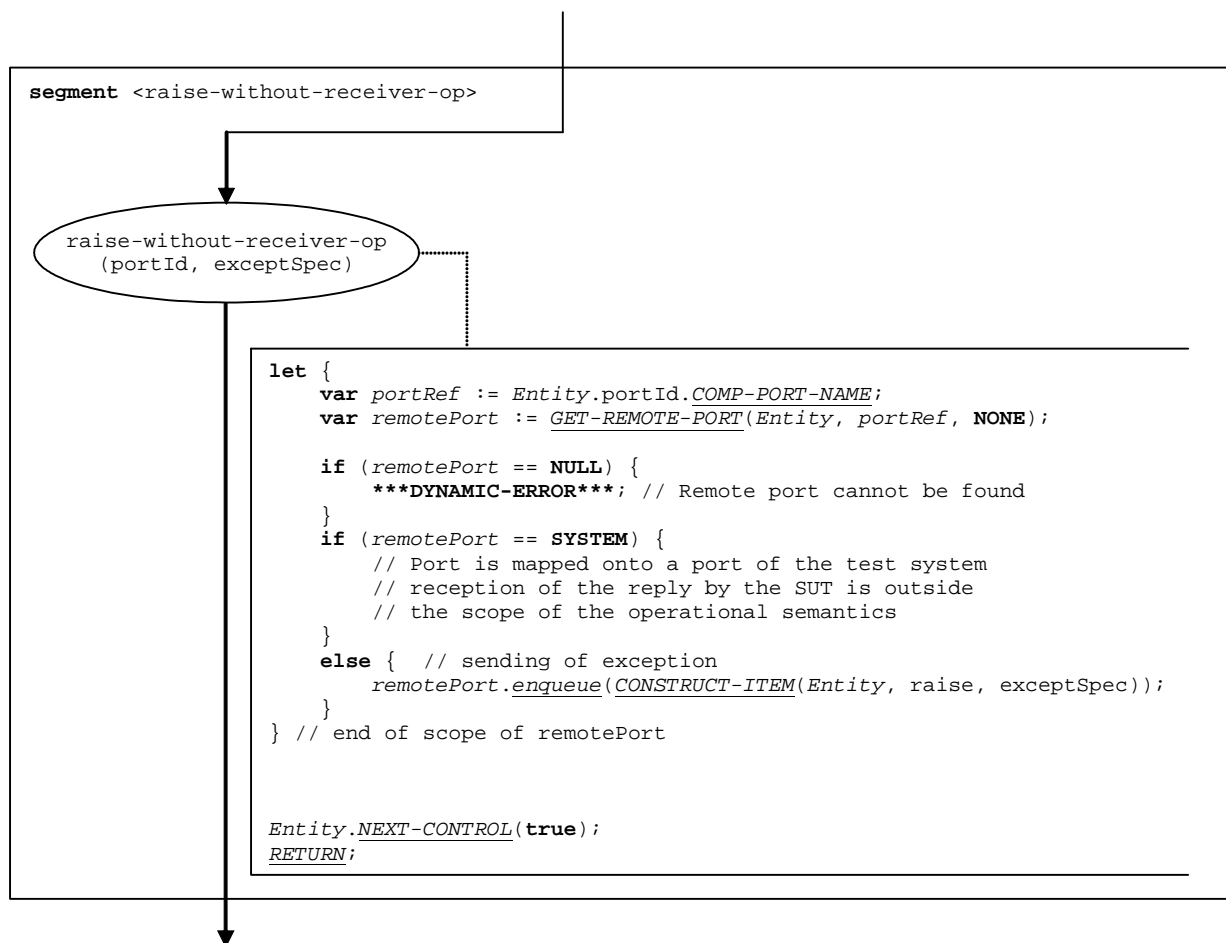 segment <raise-without-receiver-op>
raise-without-receiver-op
(portId, exceptSpec)
let {
var portRef := Entity.portId.COMP-PORT-NAME;
var remotePort := GET-REMOTE-PORT(Entity, portRef, NONE);
if (remotePort == NULL) {
***DYNAMIC-ERROR***; // Remote port cannot be found
}
if (remotePort == SYSTEM) {
// Port is mapped onto a port of the test system
// reception of the reply by the SUT is outside
// the scope of the operational semantics
}
else { // sending of exception
remotePort.enqueue(CONSTRUCT-ITEM(Entity, raise, exceptSpec));
}
} // end of scope of remotePort
Entity.NEXT-CONTROL(true);
RETURN;